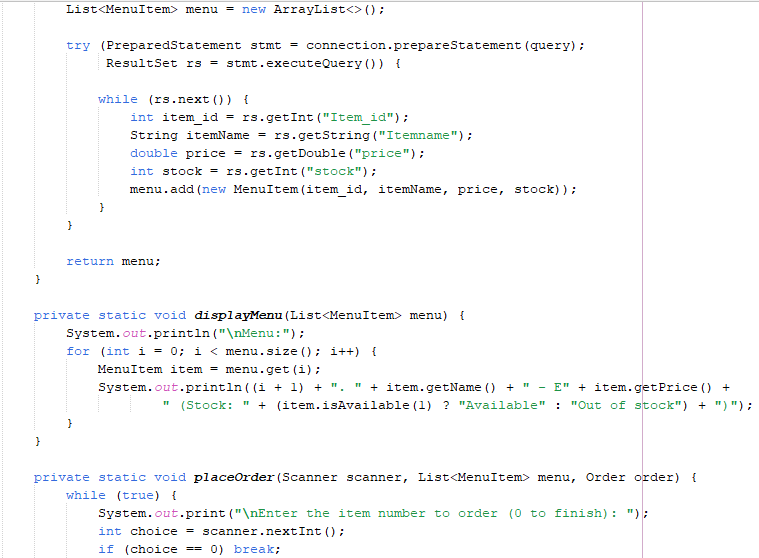 List<MenuItem> menu = new ArrayList<>();
try (PreparedStatement stmt = connection.prepareStatement(query);
ResultSet rs = stmt.executeQuery()) {
while (rs.next()) {
int item_id = rs.getInt("Item_id");
String itemName = rs.getString("Itemname");
double price = rs.getDouble("price");
int stock = rs.getInt("stock");
menu.add(new MenuItem(item_id, itemName, price, stock));
}
}
return menu;
}
private static void displayMenu(List<MenuItem> menu) {
System.out.println("\nMenu:");
for (int i = 0; i < menu.size(); i++) {
MenuItem item = menu.get(i);
System.out.println((i + 1) + ". " + item.getName() + " - E" + item.getPrice() +
" (Stock: " + (item.isAvailable(1) ? "Available" : "Out of stock") + ")");
}
}
private static void placeOrder(Scanner scanner, List<MenuItem> menu, Order order) {
while (true) {
System.out.print("\nEnter the item number to order (0 to finish): ");
int choice = scanner.nextInt();
if (choice == 0) break;